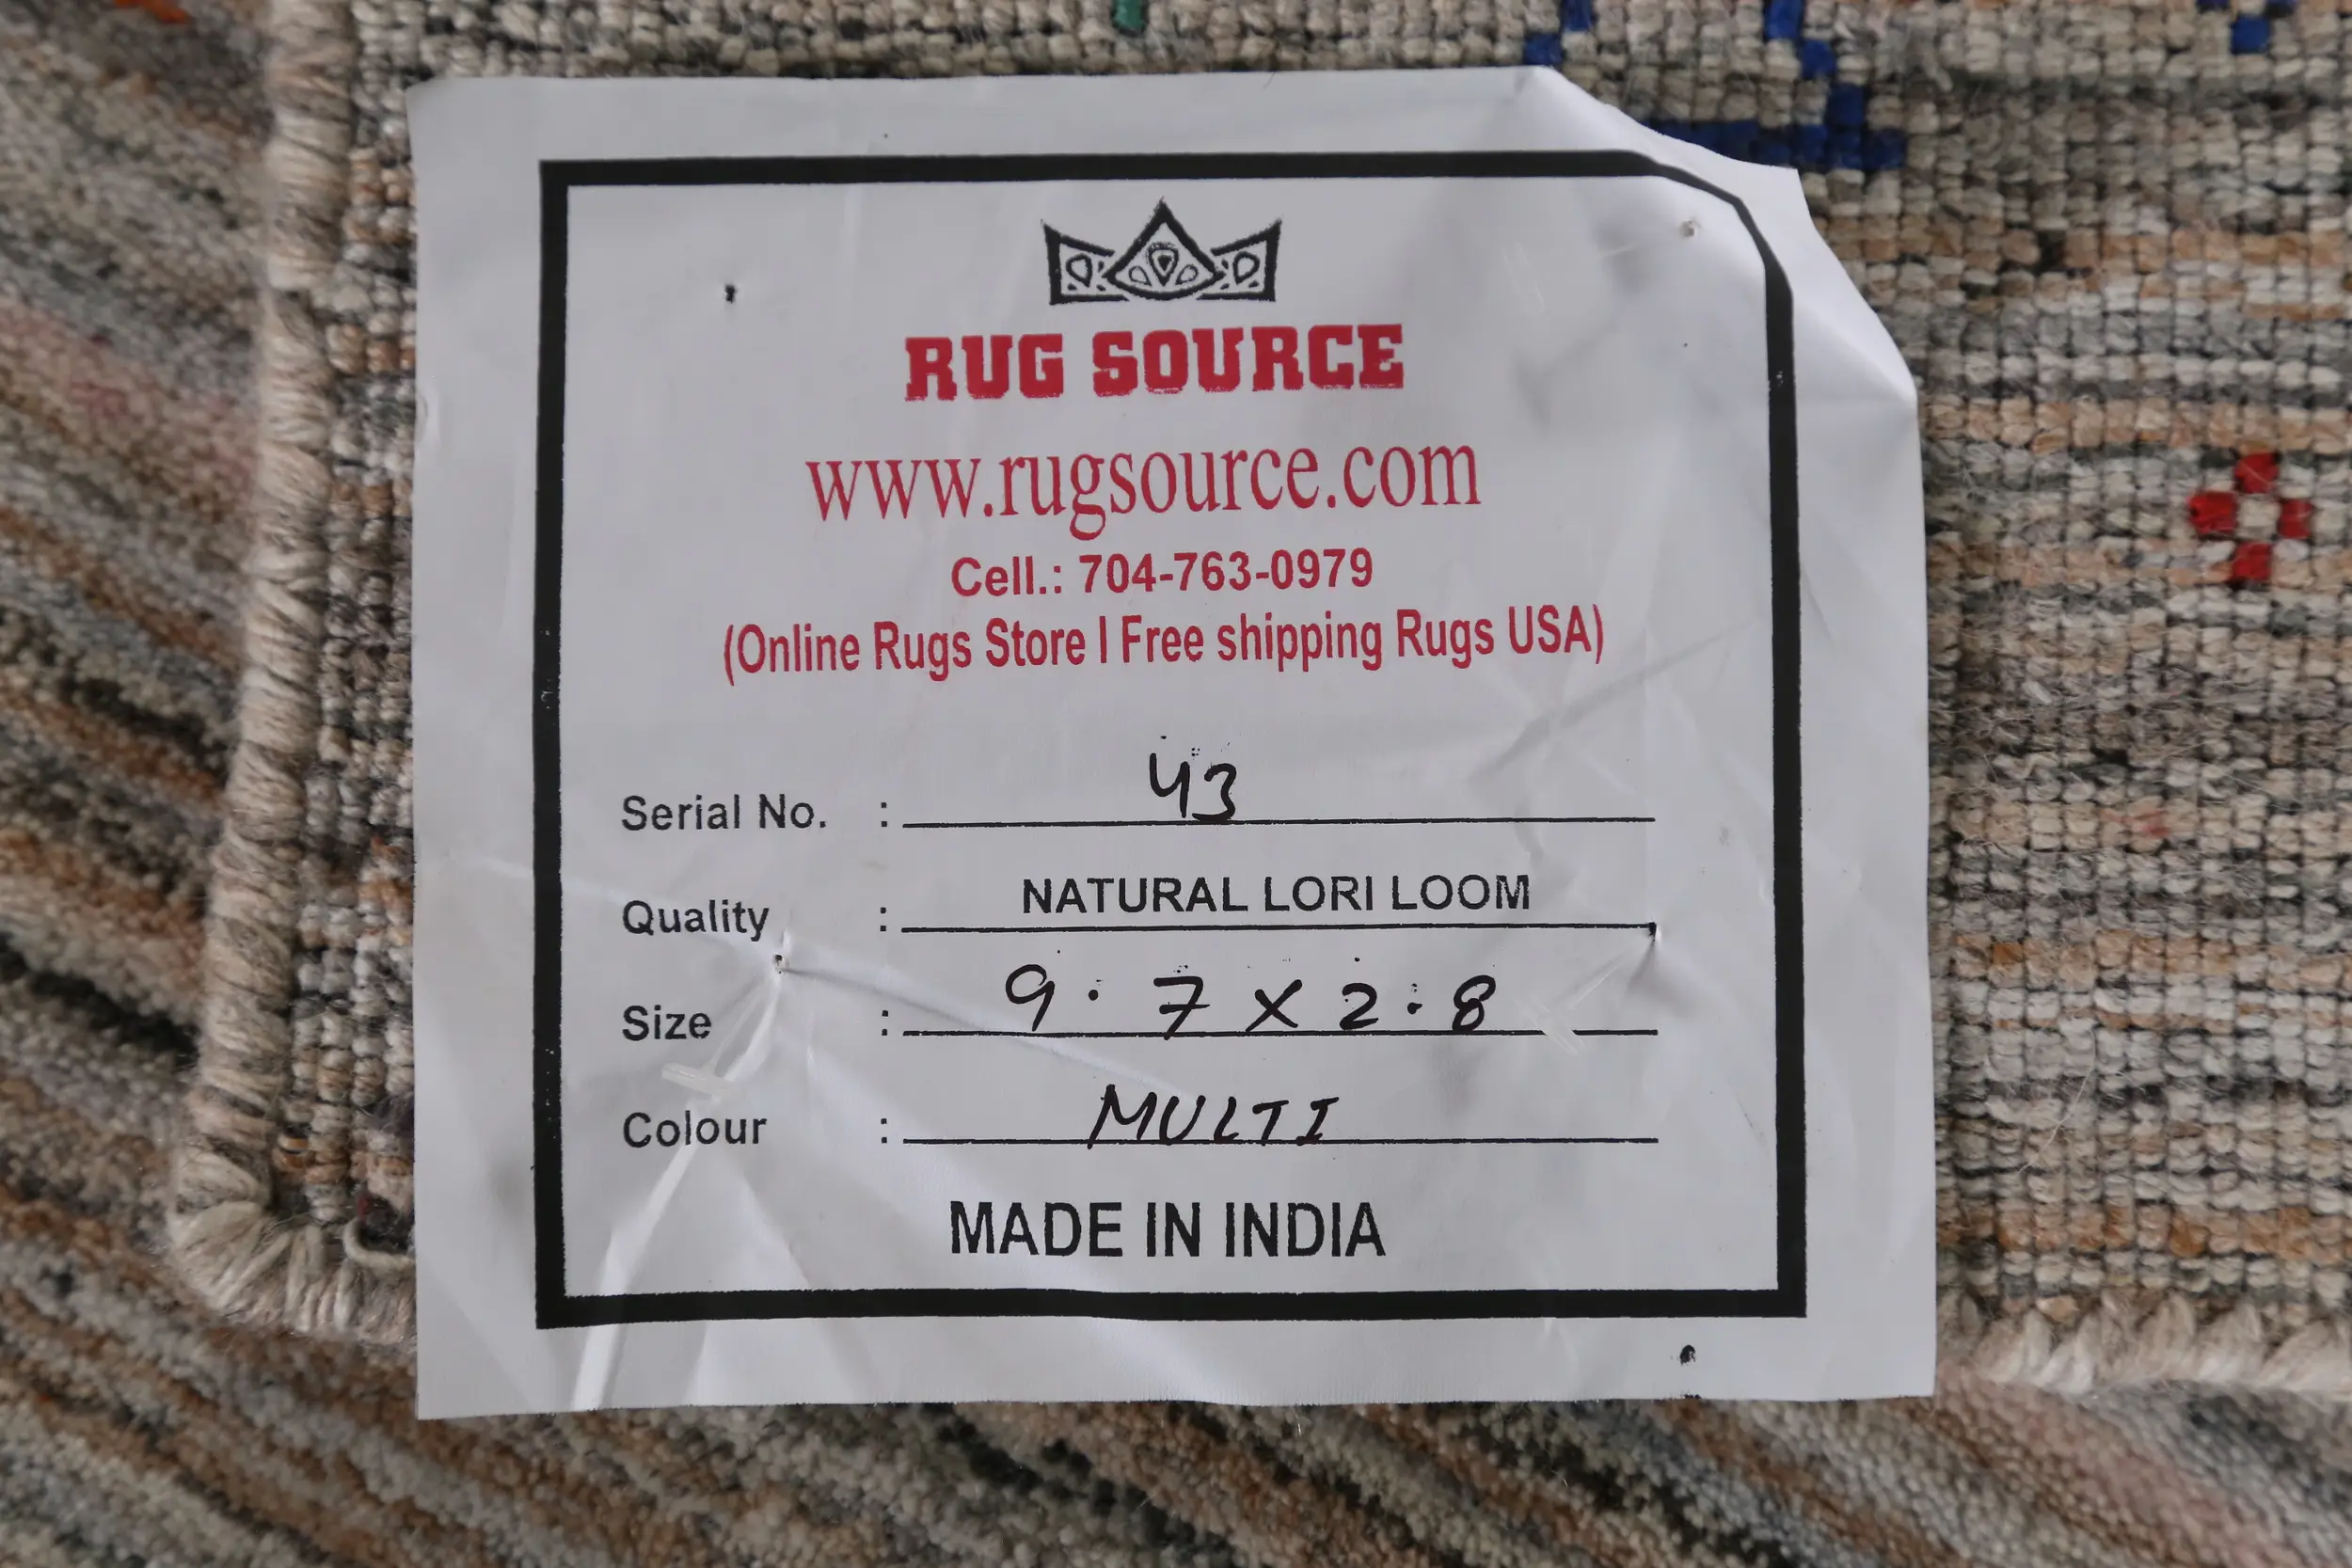 RUG SOURCE
www.rugsource.com
Cell.: 704-763-0979
(Online Rugs Store I Free shipping Rugs USA)
Serial No. : 43
Quality : NATURAL LORI LOOM
Size : 9.7 X 2.8
Colour : MULTI
MADE IN INDIA